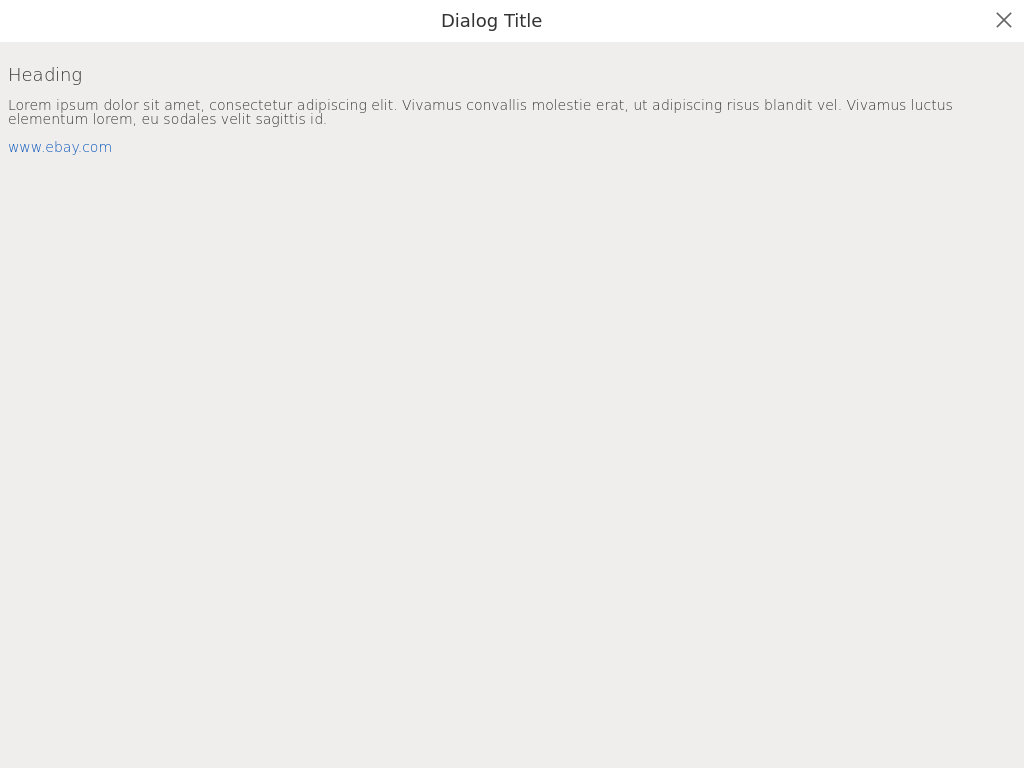 Dialog Title
Heading
Lorem ipsum dolor sit amet, consectetur adipiscing elit. Vivamus convallis molestie erat, ut adipiscing risus blandit vel. Vivamus luctus
elementum lorem, eu sodales velit sagittis id.
www.ebay.com